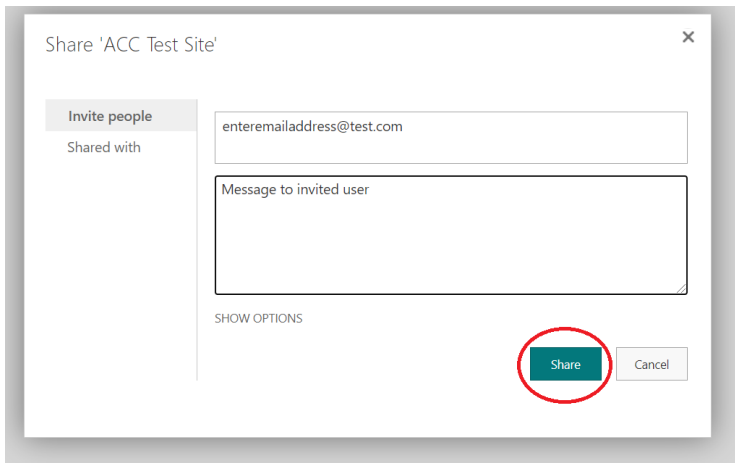 Share 'ACC Test Site'
Invite people
Shared with
enteremailaddress@test.com
Message to invited user
SHOW OPTIONS
Share
Cancel